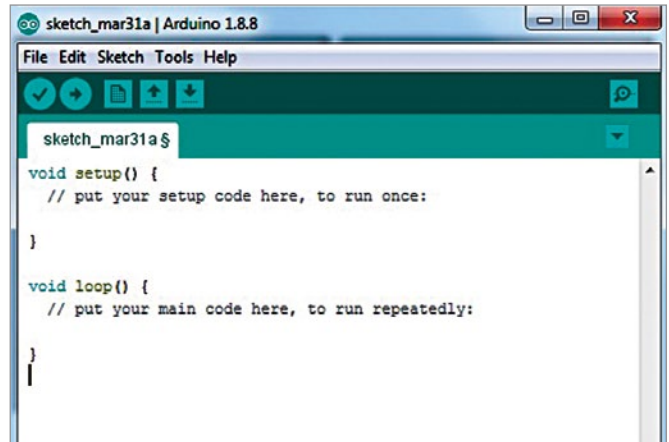 sketch_mar31a | Arduino 1.8.8
File Edit Sketch Tools Help
sketch_mar31a §
void setup() {
  // put your setup code here, to run once:
}
void loop() {
  // put your main code here, to run repeatedly:
}